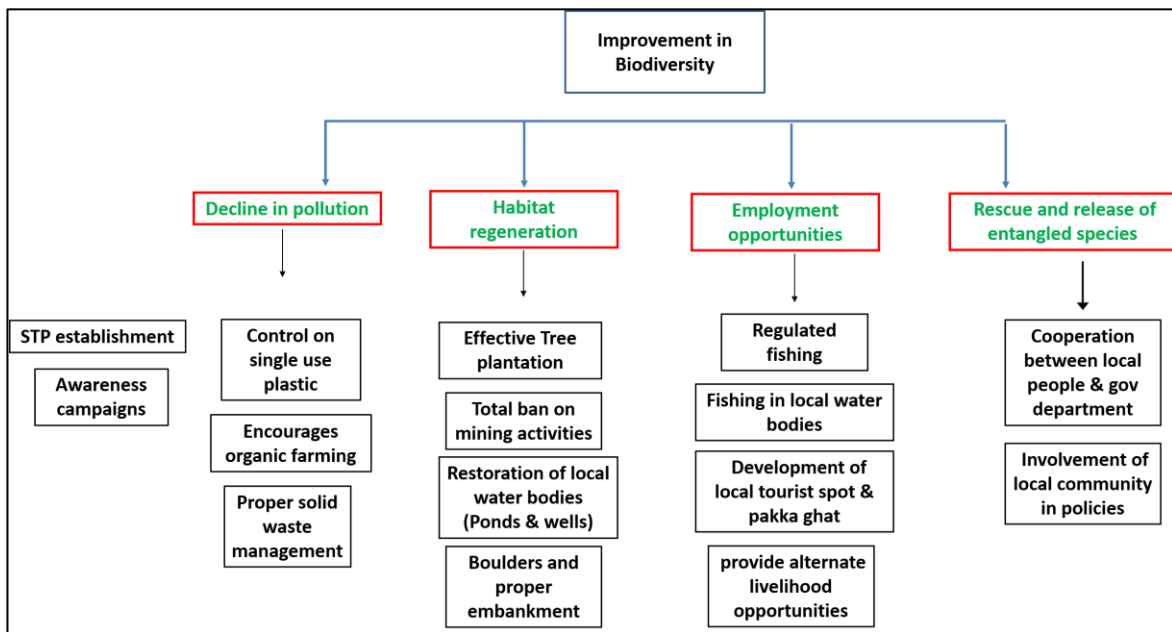 Improvement in
Biodiversity
Decline in pollution
Habitat
regeneration
Employment
opportunities
Rescue and release of
entangled species
STP establishment
Awareness
campaigns
Control on
single use
plastic
Encourages
organic farming
Proper solid
waste
management
Effective Tree
plantation
Total ban on
mining activities
Restoration of local
water bodies
(Ponds & wells)
Boulders and
proper
embankment
Regulated
fishing
Fishing in local water
bodies
Development of
local tourist spot &
pakka ghat
provide alternate
livelihood
opportunities
Cooperation
between local
people & gov
department
Involvement of
local community
in policies